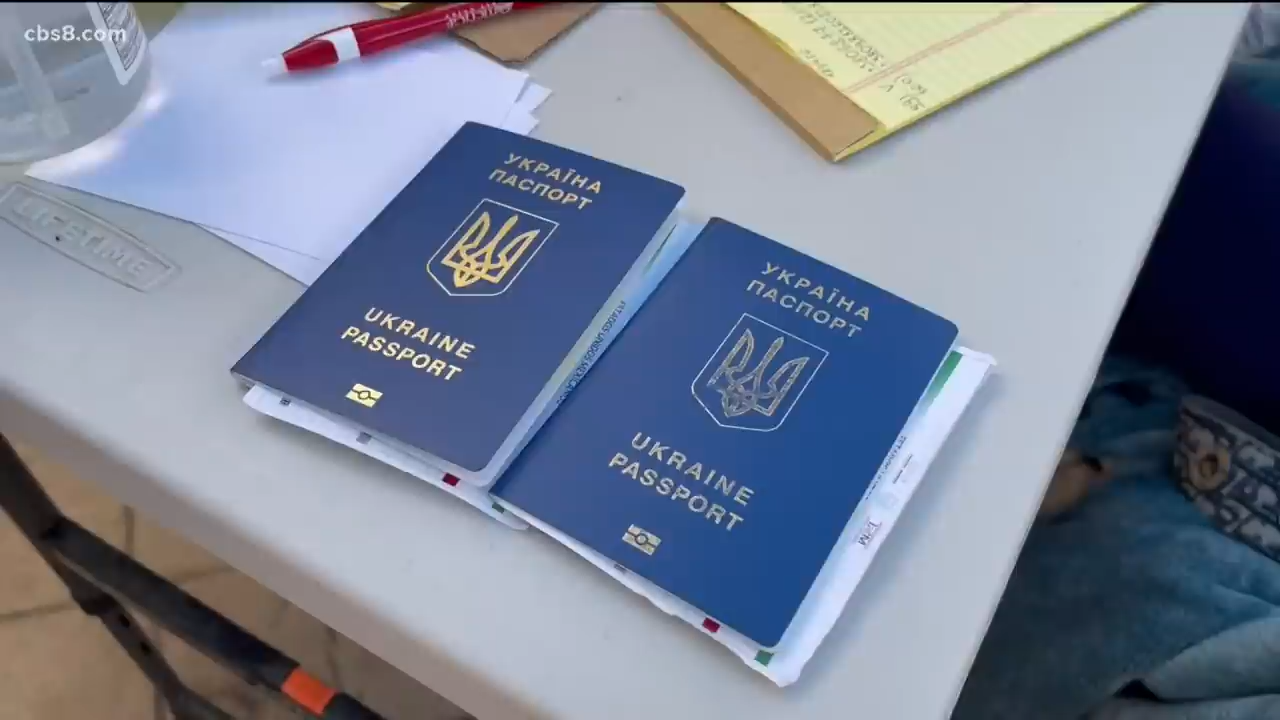 cbs8.com
LIFETIME
УКРАЇНА
ПАСПОРТ
UKRAINE
PASSPORT
УКРАЇНА
ПАСПОРТ
UKRAINE
PASSPORT